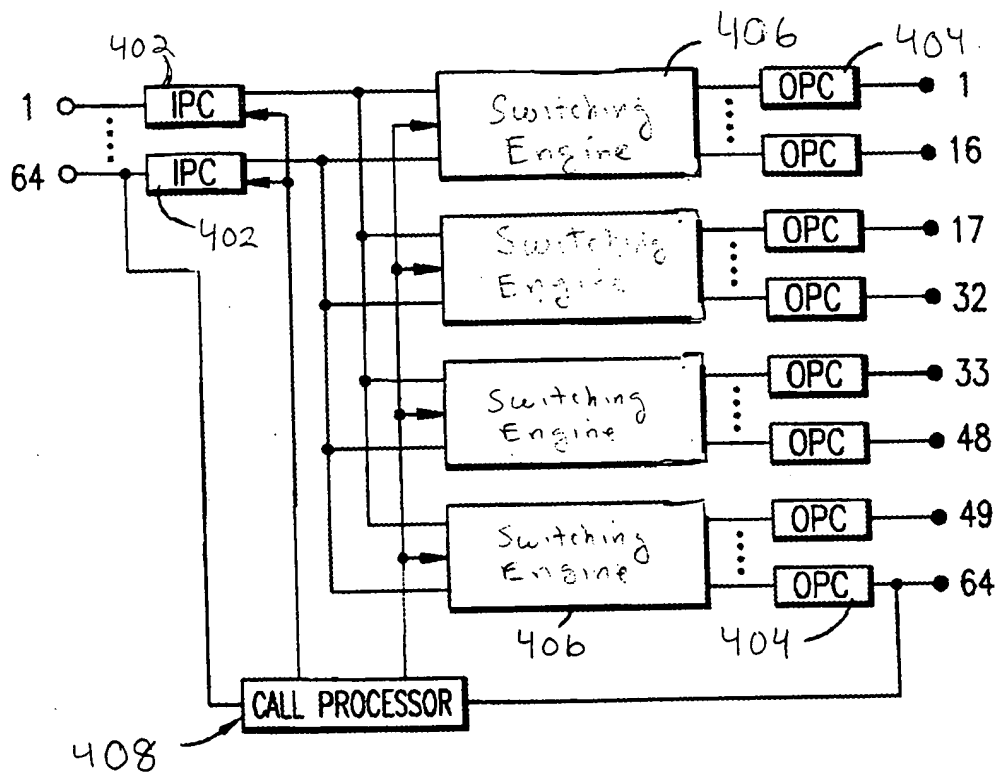 402
406
404
1
IPC
Switching
Engine
OPC
1
64
IPC
OPC
16
402
Switching
Engine
OPC
17
OPC
32
Switching
Engine
OPC
33
OPC
48
Switching
Engine
OPC
49
OPC
64
406
404
CALL PROCESSOR
408